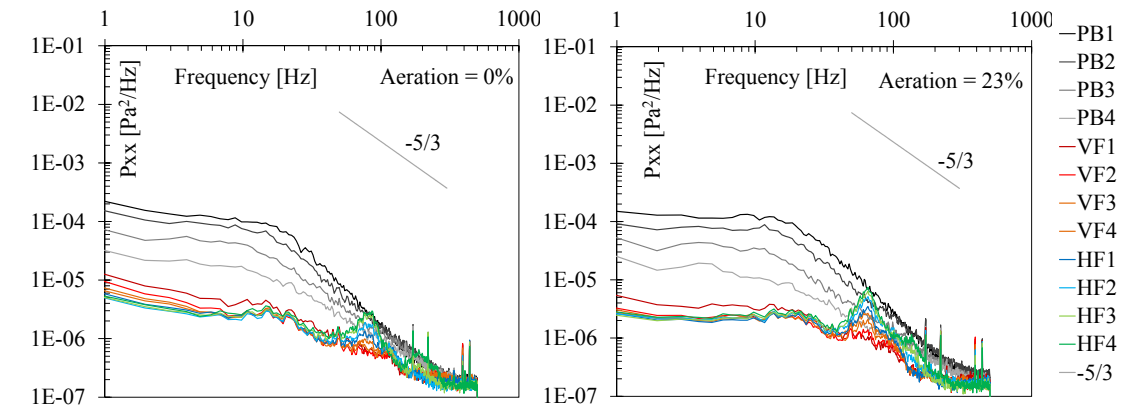 1 10 100 1000
1E-01
1E-02
1E-03
1E-04
1E-05
1E-06
1E-07
Pxx [Pa²/Hz]
Frequency [Hz] Aeration = 0%
-5/3
1 10 100 1000
1E-01
1E-02
1E-03
1E-04
1E-05
1E-06
1E-07
Pxx [Pa²/Hz]
Frequency [Hz] Aeration = 23%
-5/3
PB1
PB2
PB3
PB4
VF1
VF2
VF3
VF4
HF1
HF2
HF3
HF4
-5/3